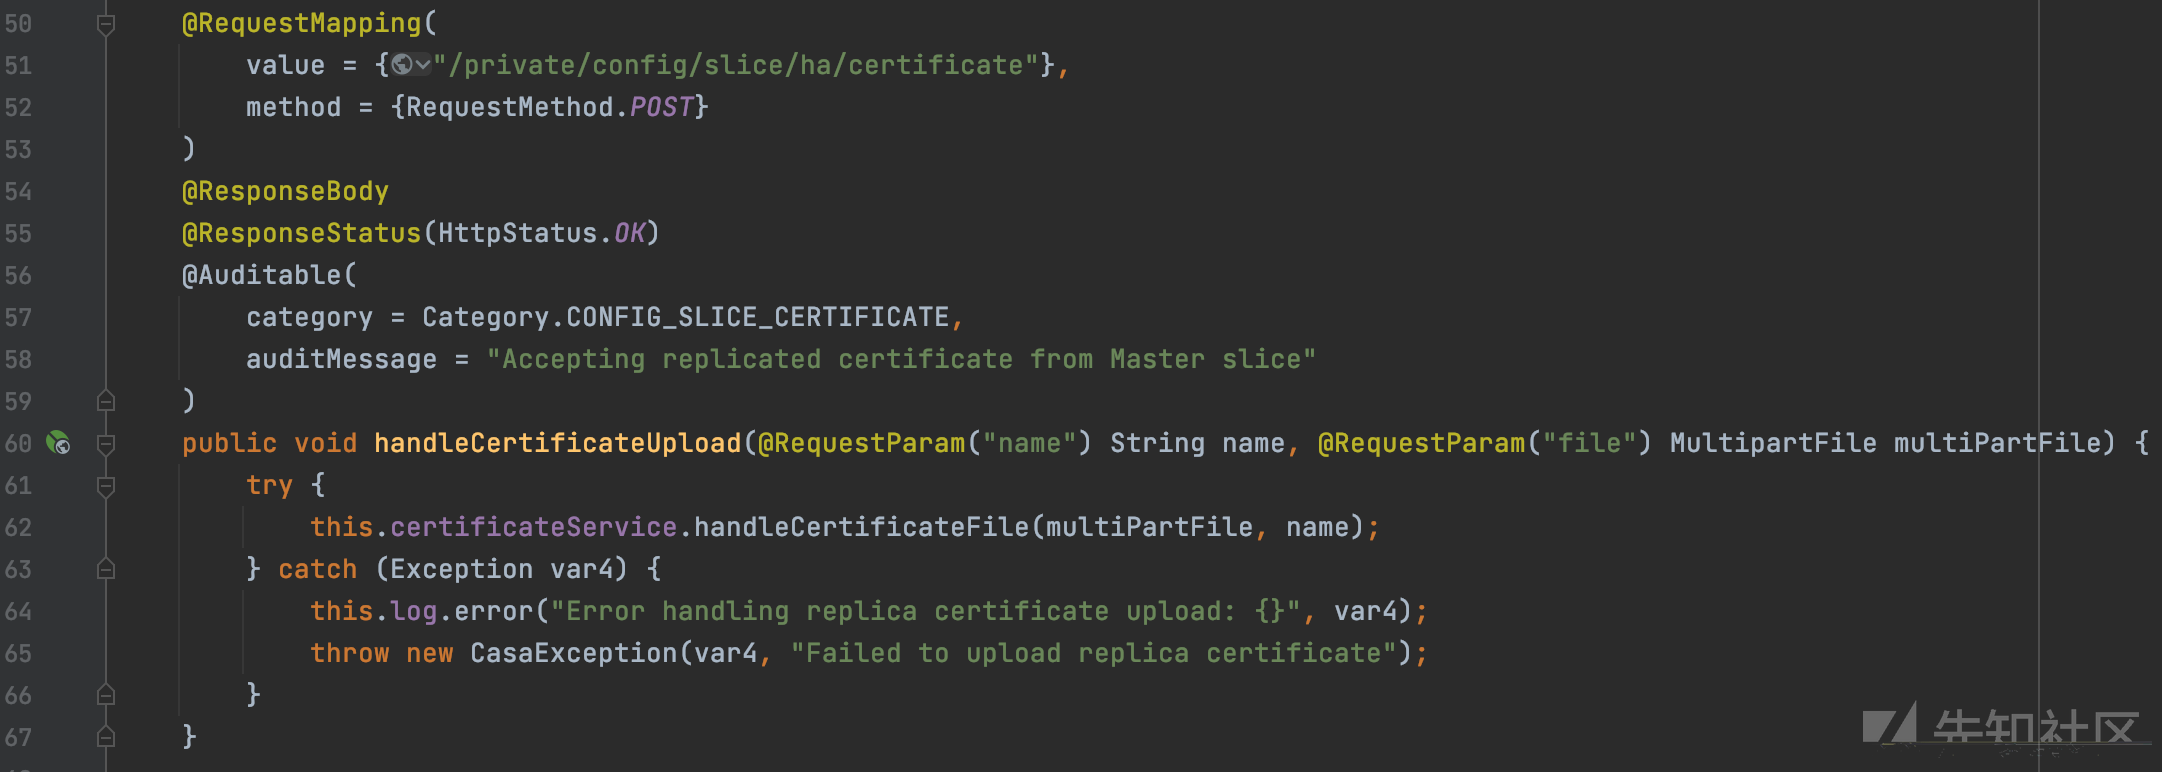 50 @RequestMapping(
51 value = {"/private/config/slice/ha/certificate"},
52 method = {RequestMethod.POST}
53 )
54 @ResponseBody
55 @ResponseStatus(HttpStatus.OK)
56 @Auditable(
57 category = Category.CONFIG_SLICE_CERTIFICATE,
58 auditMessage = "Accepting replicated certificate from Master slice"
59 )
60 public void handleCertificateUpload(@RequestParam("name") String name, @RequestParam("file") MultipartFile multiPartFile) {
61 try {
62 this.certificateService.handleCertificateFile(multiPartFile, name);
63 } catch (Exception var4) {
64 this.log.error("Error handling replica certificate upload: {}", var4);
65 throw new CasaException(var4, "Failed to upload replica certificate");
66 }
67 }
先知社区